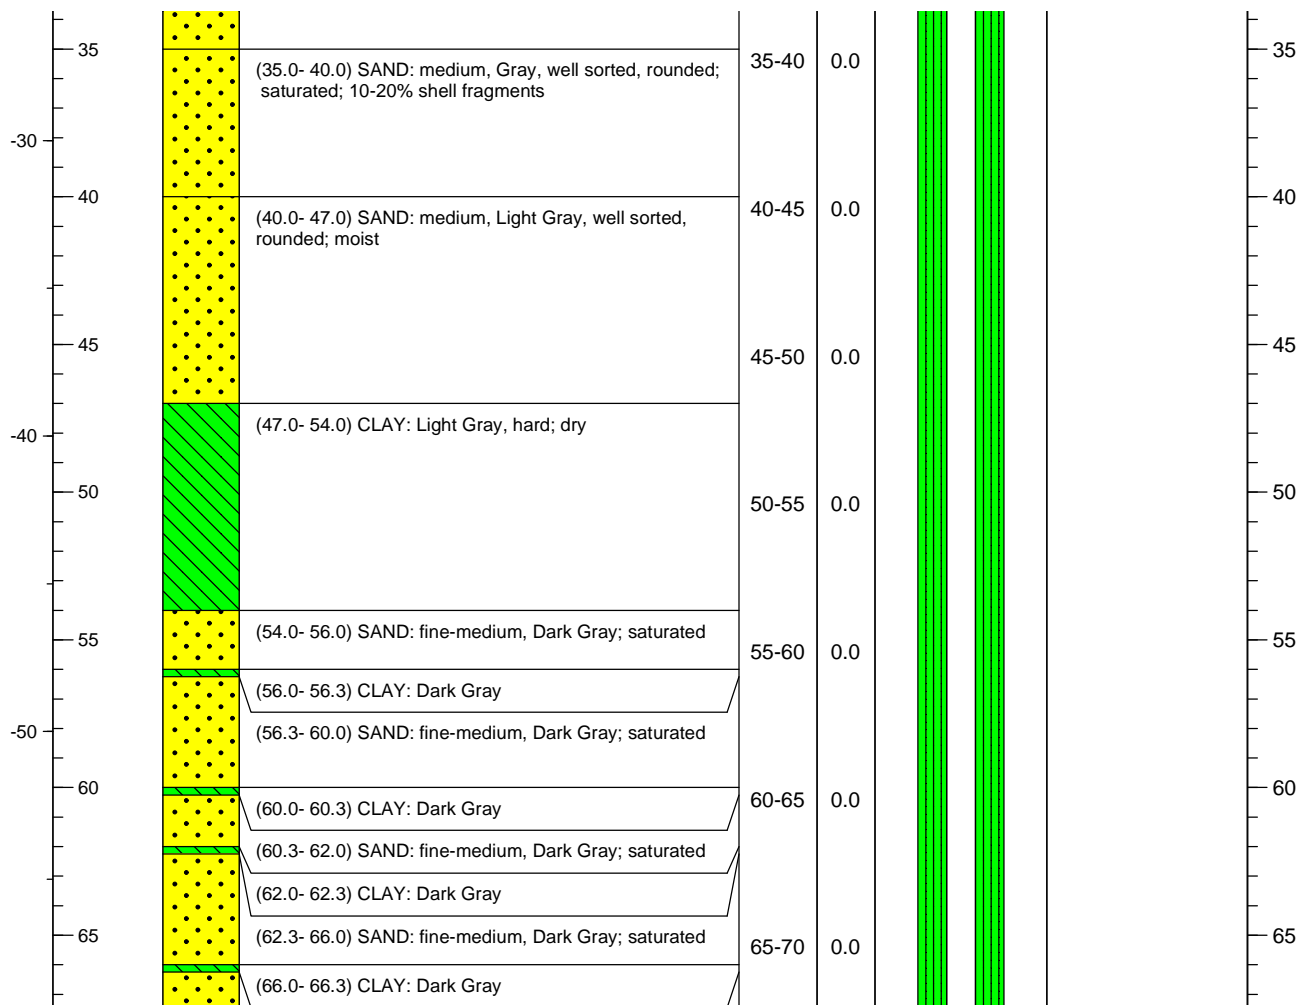 35
(35.0- 40.0) SAND: medium, Gray, well sorted, rounded;
saturated; 10-20% shell fragments
35-40 0.0
35
-30
40
(40.0- 47.0) SAND: medium, Light Gray, well sorted,
rounded; moist
40-45 0.0
40
45
45-50 0.0
45
(47.0- 54.0) CLAY: Light Gray, hard; dry
-40
50
50-55 0.0
50
(54.0- 56.0) SAND: fine-medium, Dark Gray; saturated
55
55-60 0.0
55
(56.0- 56.3) CLAY: Dark Gray
(56.3- 60.0) SAND: fine-medium, Dark Gray; saturated
-50
60
60-65 0.0
60
(60.0- 60.3) CLAY: Dark Gray
(60.3- 62.0) SAND: fine-medium, Dark Gray; saturated
(62.0- 62.3) CLAY: Dark Gray
(62.3- 66.0) SAND: fine-medium, Dark Gray; saturated
65
65-70 0.0
65
(66.0- 66.3) CLAY: Dark Gray